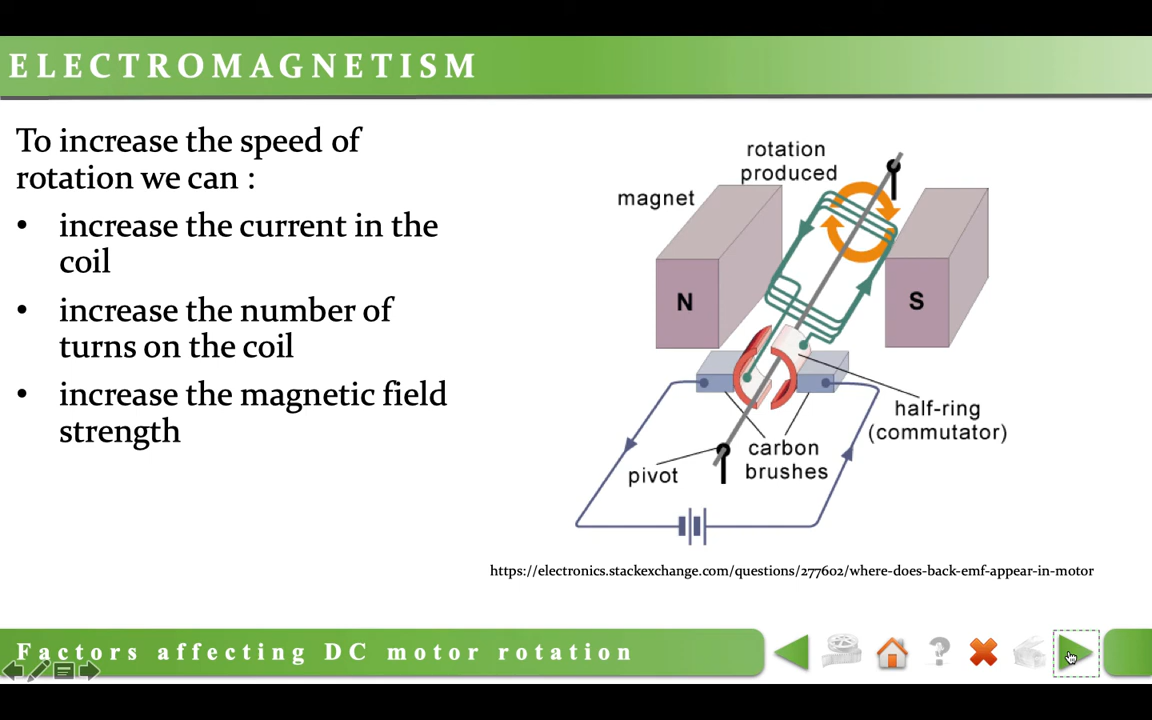 ELECTROMAGNETISM
To increase the speed of
rotation we can :
• increase the current in the
coil
• increase the number of
turns on the coil
• increase the magnetic field
strength
rotation
produced
magnet
N
S
half-ring
(commutator)
carbon
brushes
pivot
https://electronics.stackexchange.com/questions/277602/where-does-back-emf-appear-in-motor
Factors affecting DC motor rotation
?